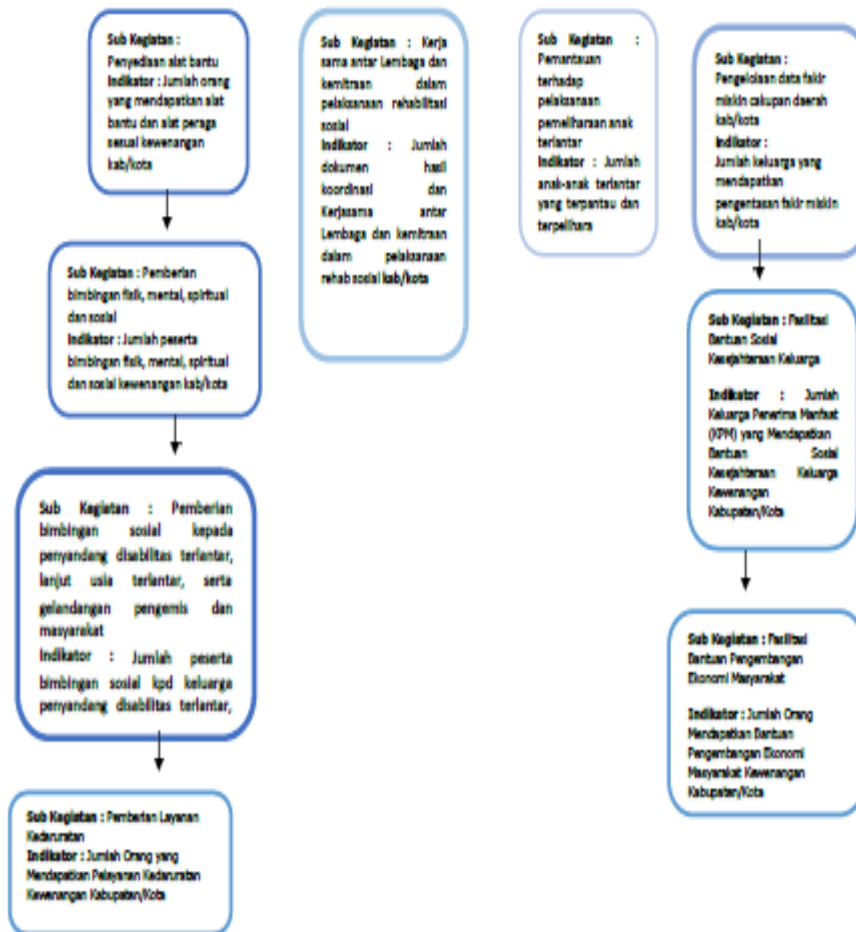 Sub Kegiatan :
Penyediaan alat bantu
Indikator : Jumlah orang
yang mendapatkan alat
bantu dan alat peraga
sesuai kewenangan
kab/kota
Sub Kegiatan : Pemberian
bimbingan fisik, mental, spiritual
dan sosial
Indikator : Jumlah peserta
bimbingan fisik, mental, spiritual
dan sosial kewenangan kab/kota
Sub Kegiatan : Pemberian
bimbingan sosial kepada
penyandang disabilitas terlantar,
lanjut usia terlantar, serta
gelandangan pengemis dan
masyarakat
Indikator : Jumlah peserta
bimbingan sosial kpd keluarga
penyandang disabilitas terlantar,
Sub Kegiatan : Pemberian Layanan
Kedaruratan
Indikator : Jumlah Orang yang
Mendapatkan Pelayanan Kedaruratan
Kewenangan Kabupaten/Kota
Sub Kegiatan : Kerja
sama antar Lembaga dan
kemitraan dalam
pelaksanaan rehabilitasi
sosial
Indikator : Jumlah
dokumen hasil
koordinasi dan
Kerjasama antar
Lembaga dan kemitraan
dalam pelaksanaan
rehab sosial kab/kota
Sub Kegiatan :
Pemantauan
terhadap
pelaksanaan
pemeliharaan anak
terlantar
Indikator : Jumlah
anak-anak terlantar
yang terpantau dan
terpelihara
Sub Kegiatan :
Pengelolaan data fakir
miskin cakupan daerah
kab/kota
Indikator :
Jumlah keluarga yang
mendapatkan
pengentasan fakir miskin
kab/kota
Sub Kegiatan : Fasilitasi
Bantuan Sosial
Kesejahteraan Keluarga
Indikator : Jumlah
Keluarga Penerima Manfaat
(KPM) yang Mendapatkan
Bantuan Sosial
Kesejahteraan Keluarga
Kewenangan
Kabupaten/Kota
Sub Kegiatan : Fasilitasi
Bantuan Pengembangan
Ekonomi Masyarakat
Indikator : Jumlah Orang
Mendapatkan Bantuan
Pengembangan Ekonomi
Masyarakat Kewenangan
Kabupaten/Kota